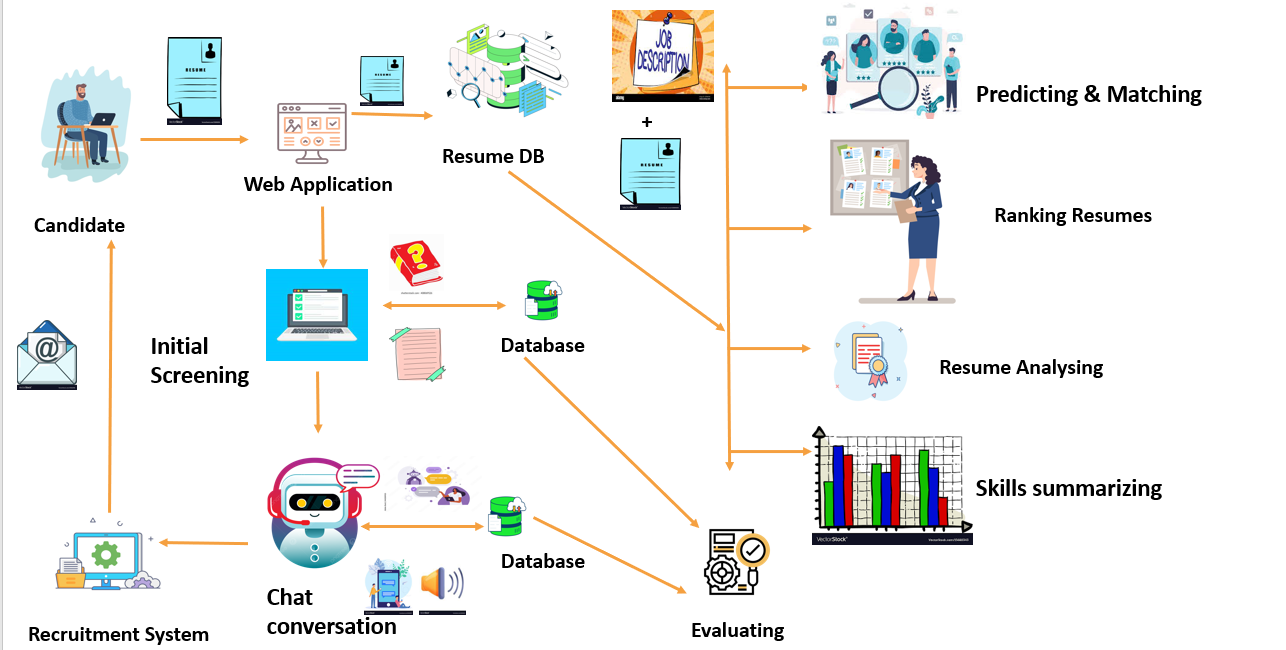 RESUME
RESUME
JOB
DESCRIPTION
+
RESUME
Predicting & Matching
Resume DB
Web Application
Candidate
Ranking Resumes
?
@
Initial
Screening
Database
Resume Analysing
Skills summarizing
VectorStock®
Database
Chat
conversation
Recruitment System
Evaluating